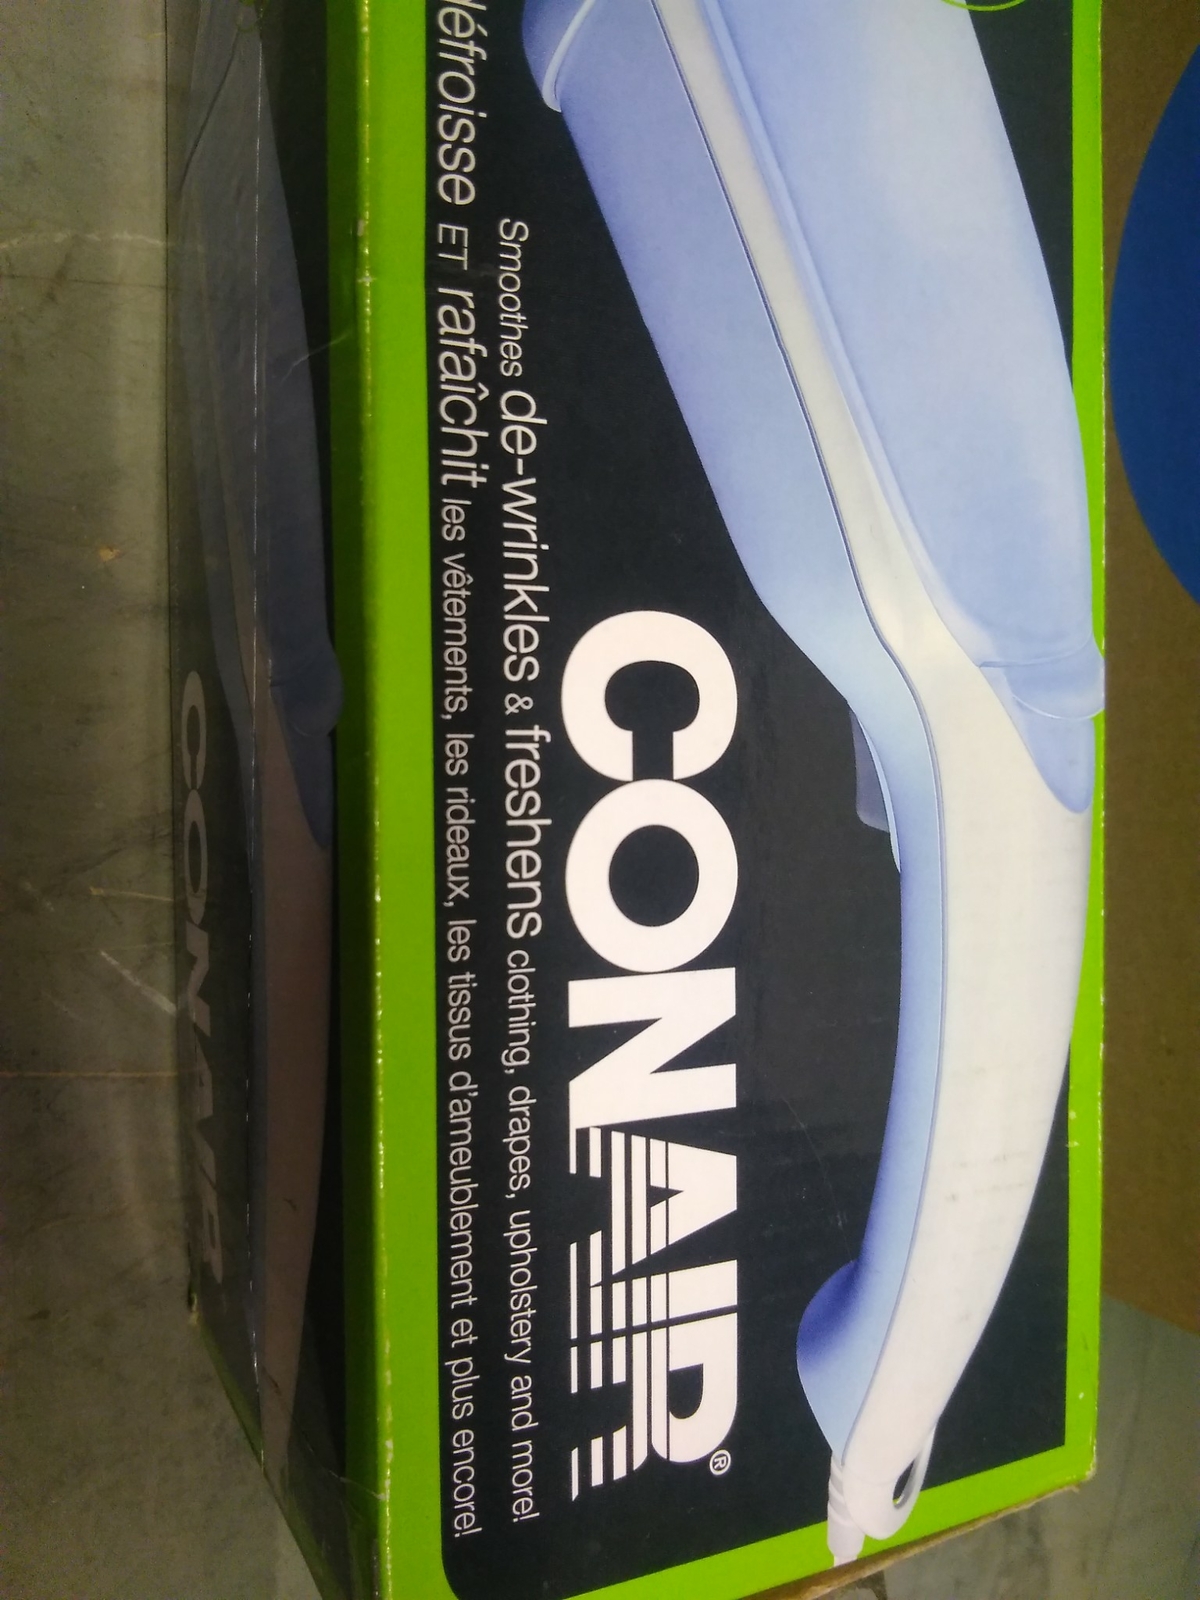 CONAIR®
Smoothes de-wrinkles & freshens clothing, drapes, upholstery and more!
défroisse ET rafaîchit les vêtements, les rideaux, les tissus d'ameublement et plus encore!
CONAIR